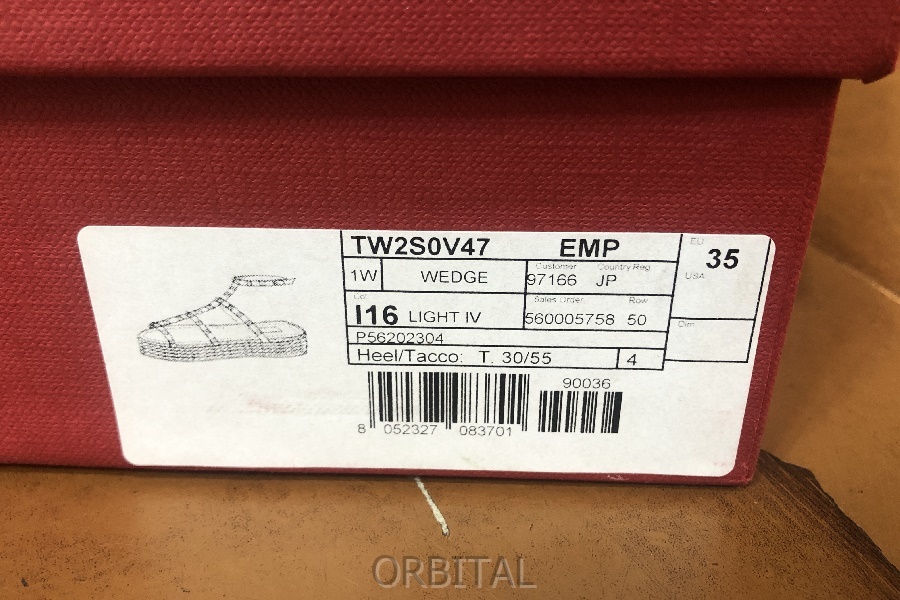 TW2S0V47 EMP
EU 35
USA
1W WEDGE
Customer Country Reg
97166 JP
Col
I16 LIGHT IV
Sales Order Row
560005758 50
Dim
P56202304
Heel/Tacco: T. 30/55 4
90036
8 052327 083701
ORBITAL